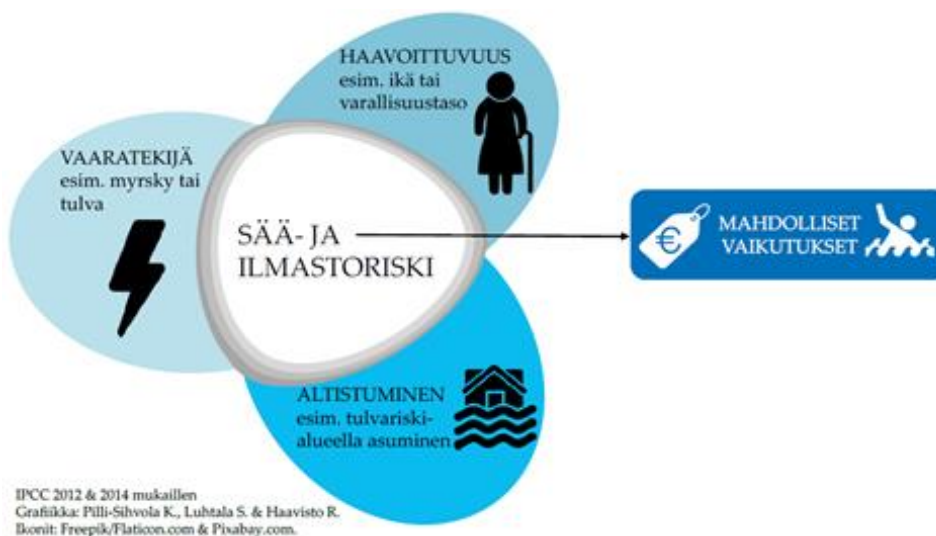 HAAVOITTUVUUS
esim. ikä tai
varallisuustaso
VAARATEKIJÄ
esim. myrsky tai
tulva
SÄÄ- JA
ILMASTORISKI
€
MAHDOLLISET
VAIKUTUKSET
ALTISTUMINEN
esim. tulvariski-
alueella asuminen
IPCC 2012 & 2014 mukaillen
Grafiikka: Pilli-Sihvola K., Luhtala S. & Haavisto R.
Ikonit: Freepik/Flaticon.com & Pixabay.com.